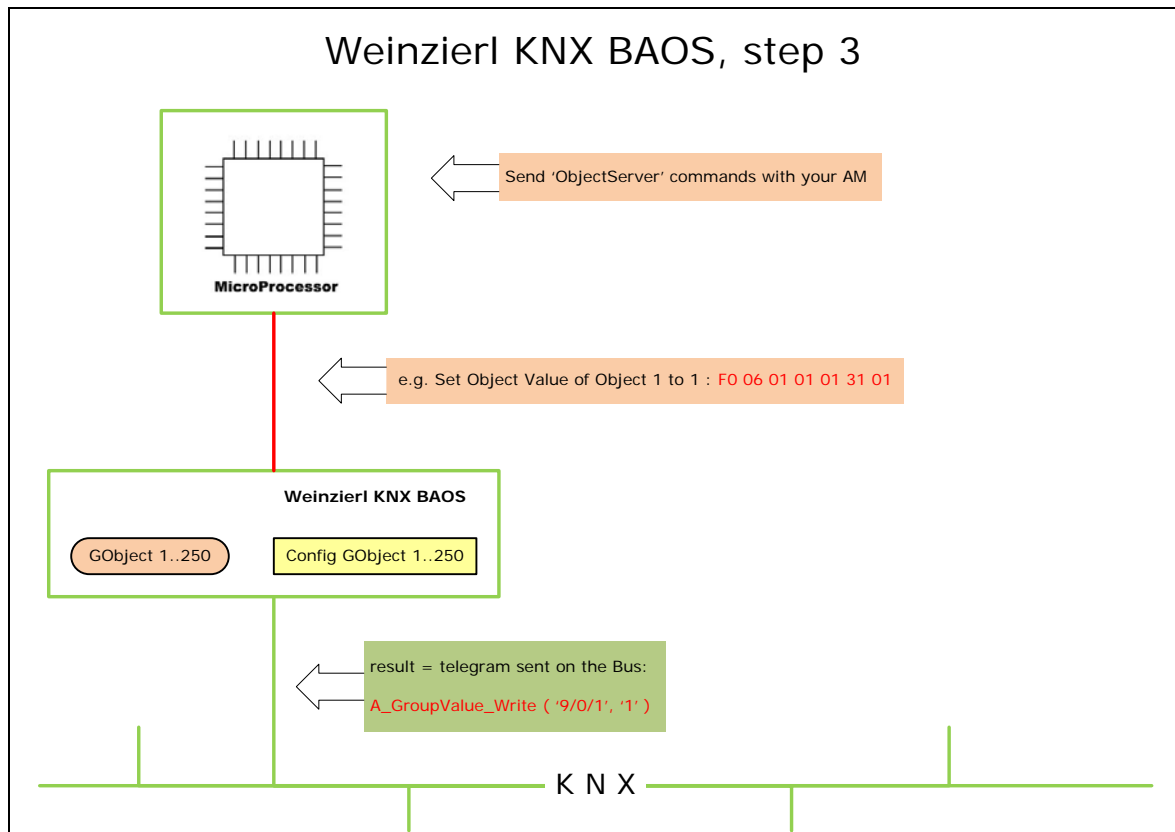 Weinzierl KNX BAOS, step 3
Send ‘ObjectServer’ commands with your AM
MicroProcessor
e.g. Set Object Value of Object 1 to 1 : F0 06 01 01 01 31 01
Weinzierl KNX BAOS
GObject 1..250
Config GObject 1..250
result = telegram sent on the Bus:
A_GroupValue_Write ( ‘9/0/1’, ‘1’ )
K N X